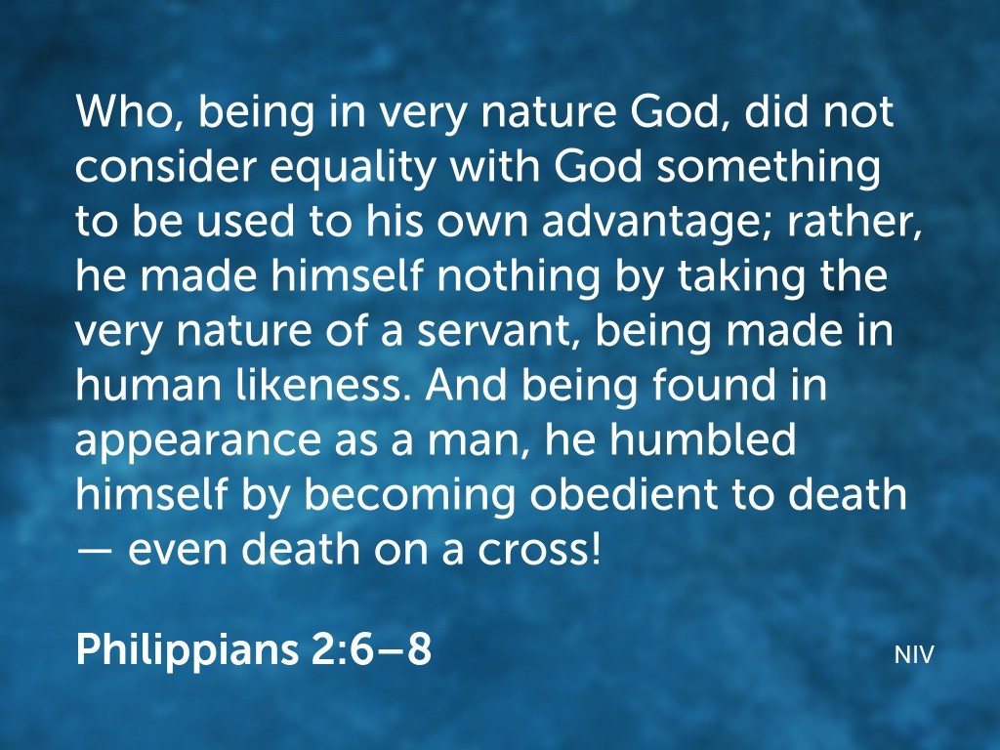 Who, being in very nature God, did not
consider equality with God something
to be used to his own advantage; rather,
he made himself nothing by taking the
very nature of a servant, being made in
human likeness. And being found in
appearance as a man, he humbled
himself by becoming obedient to death
— even death on a cross!
Philippians 2:6–8
NIV